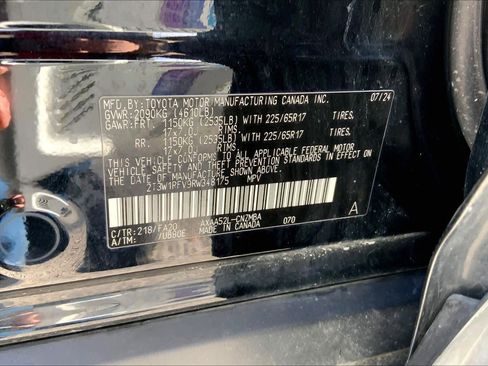 MFD. BY: TOYOTA MOTOR MANUFACTURING CANADA INC. 07/24
GVWR: 2090KG (4610LB)
GAWR: FRT. 1150KG (2535LB) WITH 225/65R17 TIRES.
17x7.0J RIMS.
RR. 1150KG (2535LB) WITH 225/65R17 TIRES.
17x7.0J RIMS.
THIS VEHICLE CONFORMS TO ALL APPLICABLE FEDERAL MOTOR
VEHICLE SAFETY AND THEFT PREVENTION STANDARDS IN
EFFECT ON THE DATE OF MANUFACTURE SHOWN ABOVE.
2T3W1RFV9RW348175 MPV
C/TR: 218/FA20 AXAA52L-CNZMBA
A/TM: /UB80E MADE IN CANADA 070 A